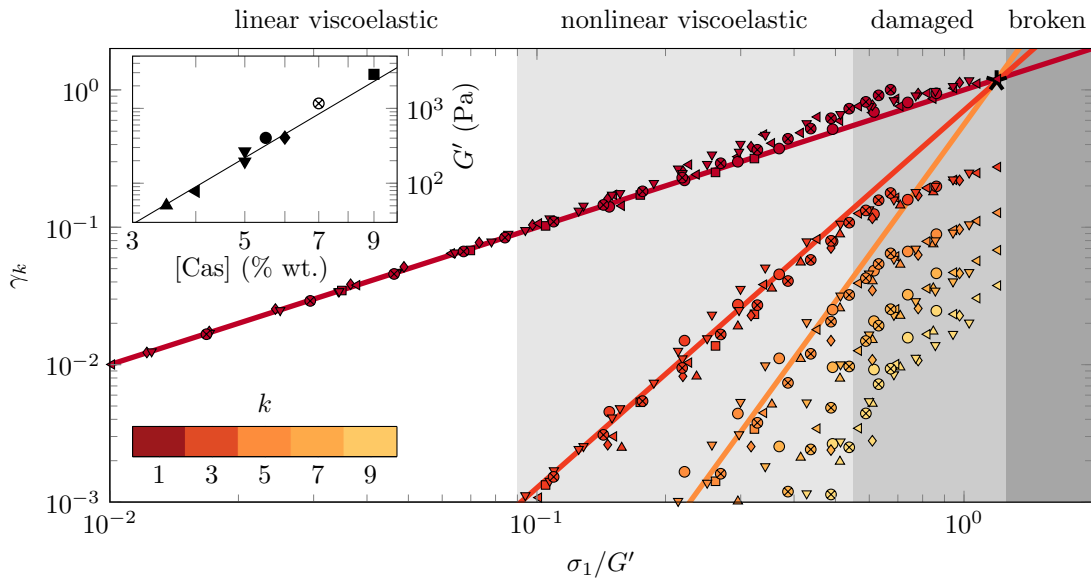 linear viscoelastic nonlinear viscoelastic damaged broken
10^0
10^-1
10^-2
10^-3
γ_k
10^3
10^2
G′ (Pa)
3 5 7 9
[Cas] (% wt.)
k
1 3 5 7 9
10^-2 10^-1 10^0
σ_1/G′